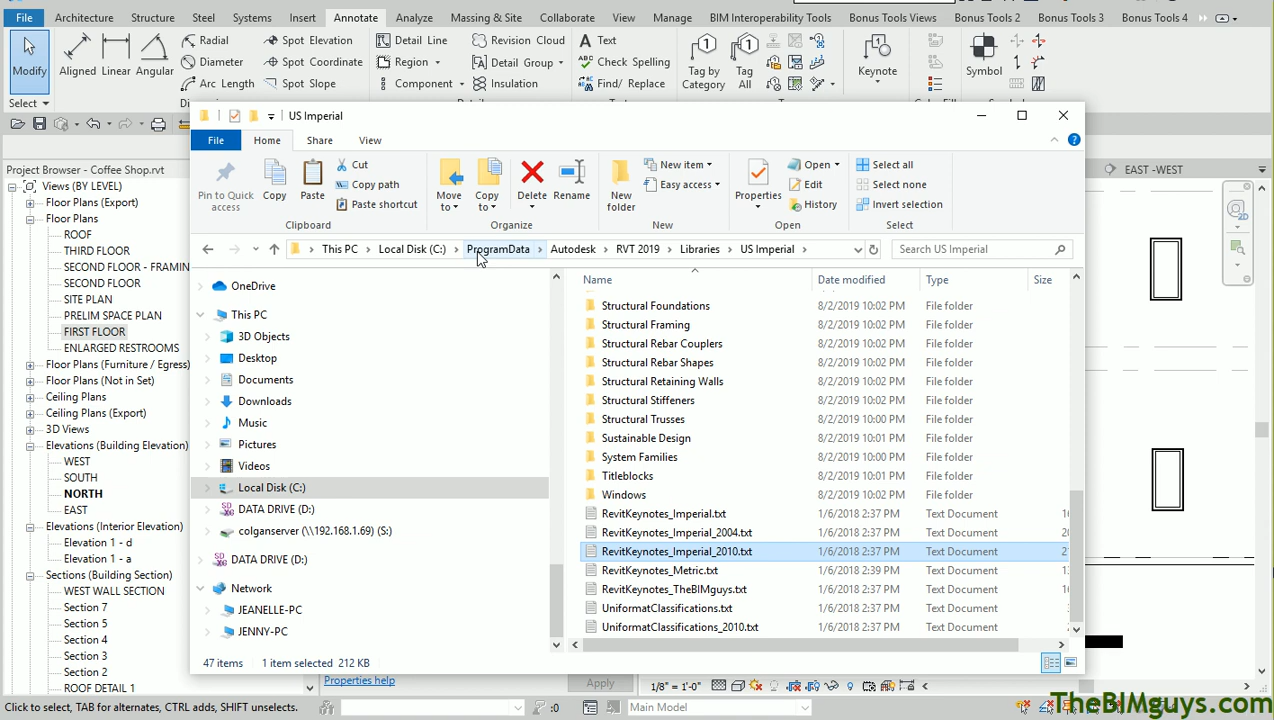 File Architecture Structure Steel Systems Insert Annotate Analyze Massing & Site Collaborate View Manage BIM Interoperability Tools Bonus Tools Views Bonus Tools 2 Bonus Tools 3 Bonus Tools 4
Modify Aligned Linear Angular Radial Diameter Arc Length Spot Elevation Spot Coordinate Spot Slope Detail Line Region Component Revision Cloud Detail Group Insulation Text Check Spelling Find/ Replace Tag by Category Tag All Keynote Symbol
Select
US Imperial
File Home Share View
Project Browser - Coffee Shop.rvt
EAST -WEST
Pin to Quick access Copy Paste Cut Copy path Paste shortcut Move to Copy to Delete Rename New folder New item Easy access Properties Open Edit History Select all Select none Invert selection
Clipboard Organize New Open Select
This PC Local Disk (C:) ProgramData Autodesk RVT 2019 Libraries US Imperial Search US Imperial
Views (BY LEVEL)
Floor Plans (Export)
Floor Plans
ROOF
THIRD FLOOR
SECOND FLOOR - FRAMIN
SECOND FLOOR
SITE PLAN
PRELIM SPACE PLAN
FIRST FLOOR
ENLARGED RESTROOMS
Floor Plans (Furniture / Egress)
Floor Plans (Not in Set)
Ceiling Plans
Ceiling Plans (Export)
3D Views
Elevations (Building Elevation)
WEST
SOUTH
NORTH
EAST
Elevations (Interior Elevation)
Elevation 1 - d
Elevation 1 - a
Sections (Building Section)
WEST WALL SECTION
Section 7
Section 5
Section 4
Section 3
Section 2
ROOF DETAIL 1
OneDrive
This PC
3D Objects
Desktop
Documents
Downloads
Music
Pictures
Videos
Local Disk (C:)
DATA DRIVE (D:)
colganserver (\\192.168.1.69) (S:)
DATA DRIVE (D:)
Network
JEANELLE-PC
JENNY-PC
Name Date modified Type Size
Structural Foundations 8/2/2019 10:02 PM File folder
Structural Framing 8/2/2019 10:02 PM File folder
Structural Rebar Couplers 8/2/2019 10:02 PM File folder
Structural Rebar Shapes 8/2/2019 10:02 PM File folder
Structural Retaining Walls 8/2/2019 10:02 PM File folder
Structural Stiffeners 8/2/2019 10:02 PM File folder
Structural Trusses 8/2/2019 10:00 PM File folder
Sustainable Design 8/2/2019 10:01 PM File folder
System Families 8/2/2019 10:00 PM File folder
Titleblocks 8/2/2019 10:01 PM File folder
Windows 8/2/2019 10:02 PM File folder
RevitKeynotes_Imperial.txt 1/6/2018 2:37 PM Text Document
RevitKeynotes_Imperial_2004.txt 1/6/2018 2:37 PM Text Document
RevitKeynotes_Imperial_2010.txt 1/6/2018 2:37 PM Text Document
RevitKeynotes_Metric.txt 1/6/2018 2:39 PM Text Document
RevitKeynotes_TheBIMguys.txt 1/6/2018 2:37 PM Text Document
UniformatClassifications.txt 1/6/2018 2:37 PM Text Document
UniformatClassifications_2010.txt 1/6/2018 2:37 PM Text Document
47 items 1 item selected 212 KB
Properties help Apply 1/8" = 1'-0"
Click to select, TAB for alternates, CTRL adds, SHIFT unselects. :0 Main Model
TheBIMguys.com